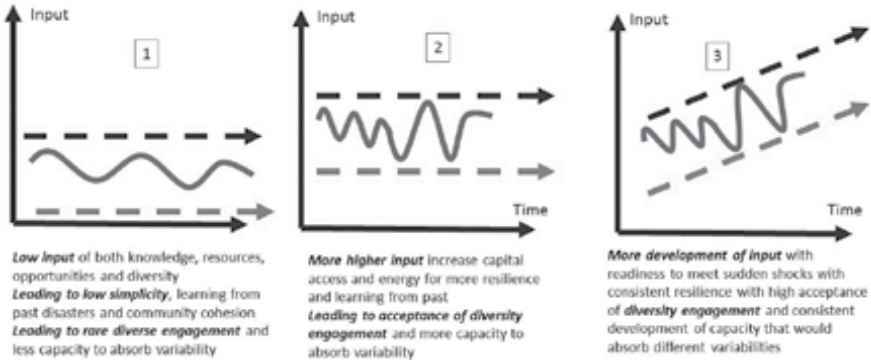 Input
1
Low input of both knowledge, resources,
opportunities and diversity
Leading to low simplicity, learning from
past disasters and community cohesion
Leading to rare diverse engagement and
less capacity to absorb variability
Input
2
Time
More higher input increase capital
access and energy for more resilience
and learning from past
Leading to acceptance of diversity
engagement and more capacity to
absorb variability
Input
3
Time
More development of input with
readiness to meet sudden shocks with
consistent resilience with high acceptance
of diversity engagement and consistent
development of capacity that would
absorb different variabilities